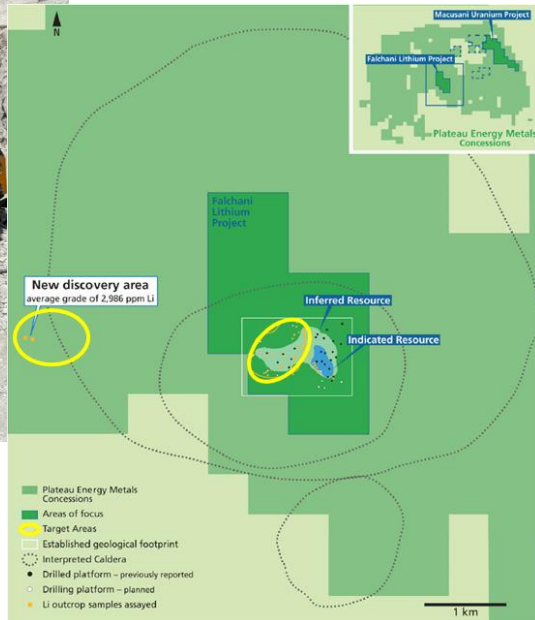 N
Macusani Uranium Project
Falchani Lithium Project
Plateau Energy Metals
Concessions
Falchani
Lithium
Project
New discovery area
average grade of 2,986 ppm Li
Inferred Resource
Indicated Resource
Plateau Energy Metals
Concessions
Areas of focus
Target Areas
Established geological footprint
Interpreted Caldera
Drilled platform – previously reported
Drilling platform – planned
Li outcrop samples assayed
1 km